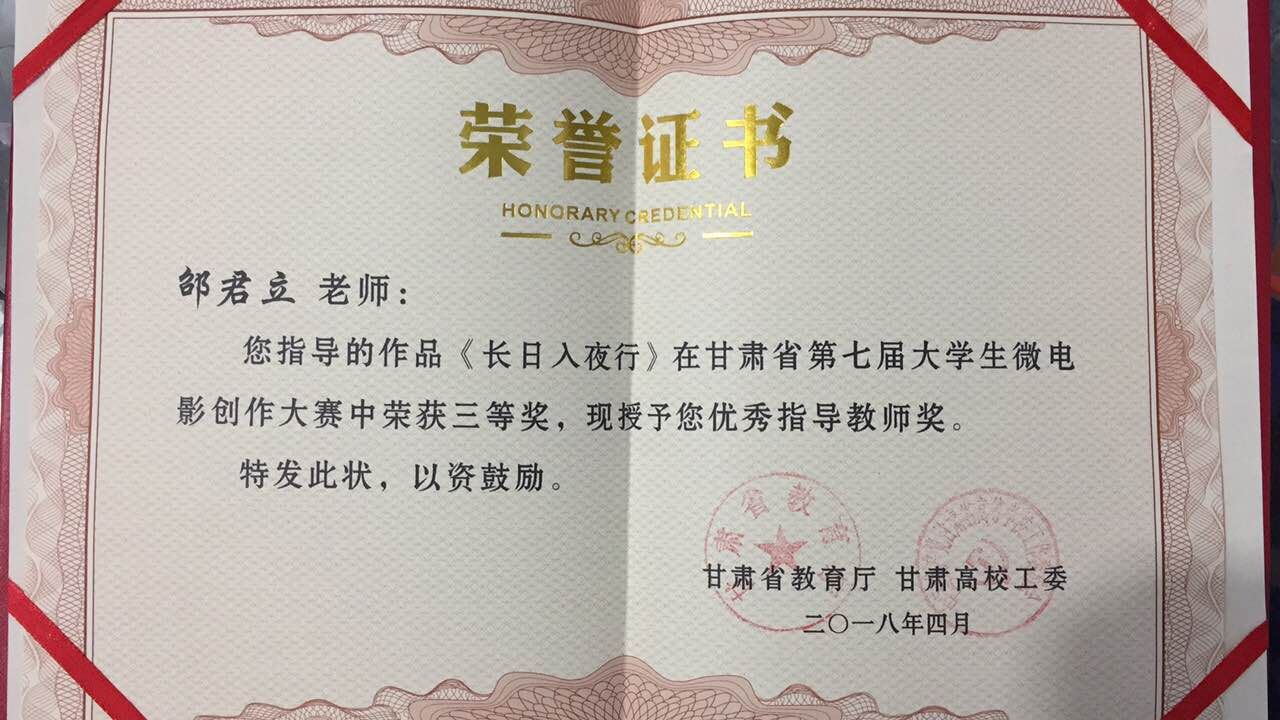 荣誉证书
HONORARY CREDENTIAL
邵君立 老师：
您指导的作品《长日入夜行》在甘肃省第七届大学生微电
影创作大赛中荣获三等奖，现授予您优秀指导教师奖。
特发此状，以资鼓励。
甘肃省教育厅 甘肃高校工委
二〇一八年四月